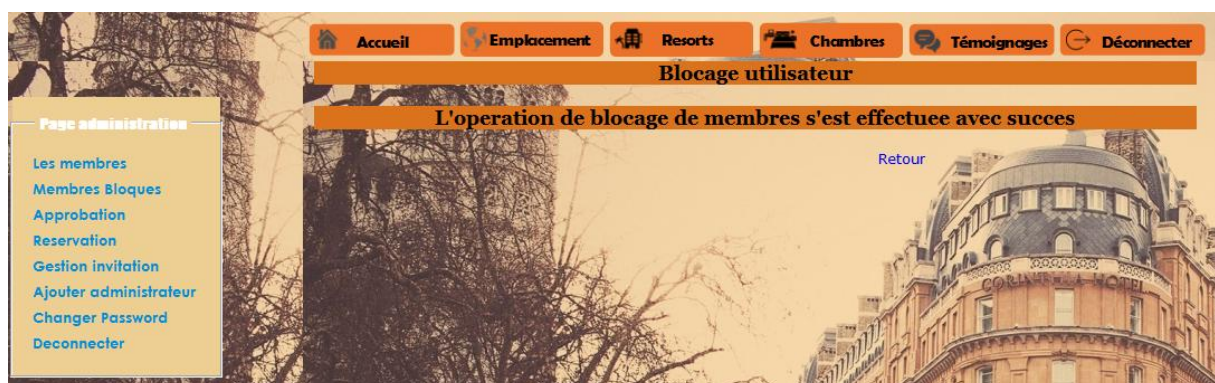 Accueil
Emplacement
Resorts
Chambres
Témoignages
Déconnecter
Blocage utilisateur
L'operation de blocage de membres s'est effectuee avec succes
Retour
Page administration
Les membres
Membres Bloques
Approbation
Reservation
Gestion invitation
Ajouter administrateur
Changer Password
Deconnecter